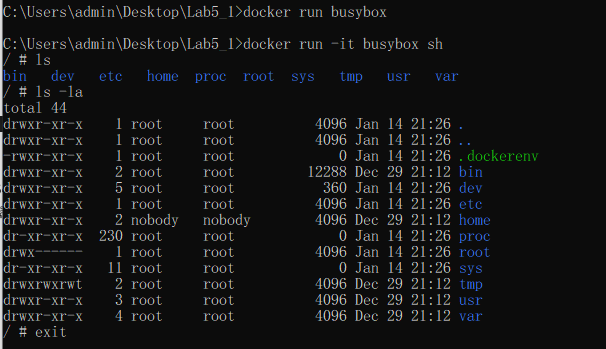 C:\Users\admin\Desktop\Lab5_1>docker run busybox
C:\Users\admin\Desktop\Lab5_1>docker run -it busybox sh
/ # ls
bin   dev   etc   home  proc  root  sys   tmp   usr   var
/ # ls -la
total 44
drwxr-xr-x    1 root     root          4096 Jan 14 21:26 .
drwxr-xr-x    1 root     root          4096 Jan 14 21:26 ..
-rwxr-xr-x    1 root     root             0 Jan 14 21:26 .dockerenv
drwxr-xr-x    2 root     root         12288 Dec 29 21:12 bin
drwxr-xr-x    5 root     root           360 Jan 14 21:26 dev
drwxr-xr-x    1 root     root          4096 Jan 14 21:26 etc
drwxr-xr-x    2 nobody   nobody        4096 Dec 29 21:12 home
dr-xr-xr-x  230 root     root             0 Jan 14 21:26 proc
drwx------    1 root     root          4096 Jan 14 21:26 root
dr-xr-xr-x   11 root     root             0 Jan 14 21:26 sys
drwxrwxrwt    2 root     root          4096 Dec 29 21:12 tmp
drwxr-xr-x    3 root     root          4096 Dec 29 21:12 usr
drwxr-xr-x    4 root     root          4096 Dec 29 21:12 var
/ # exit